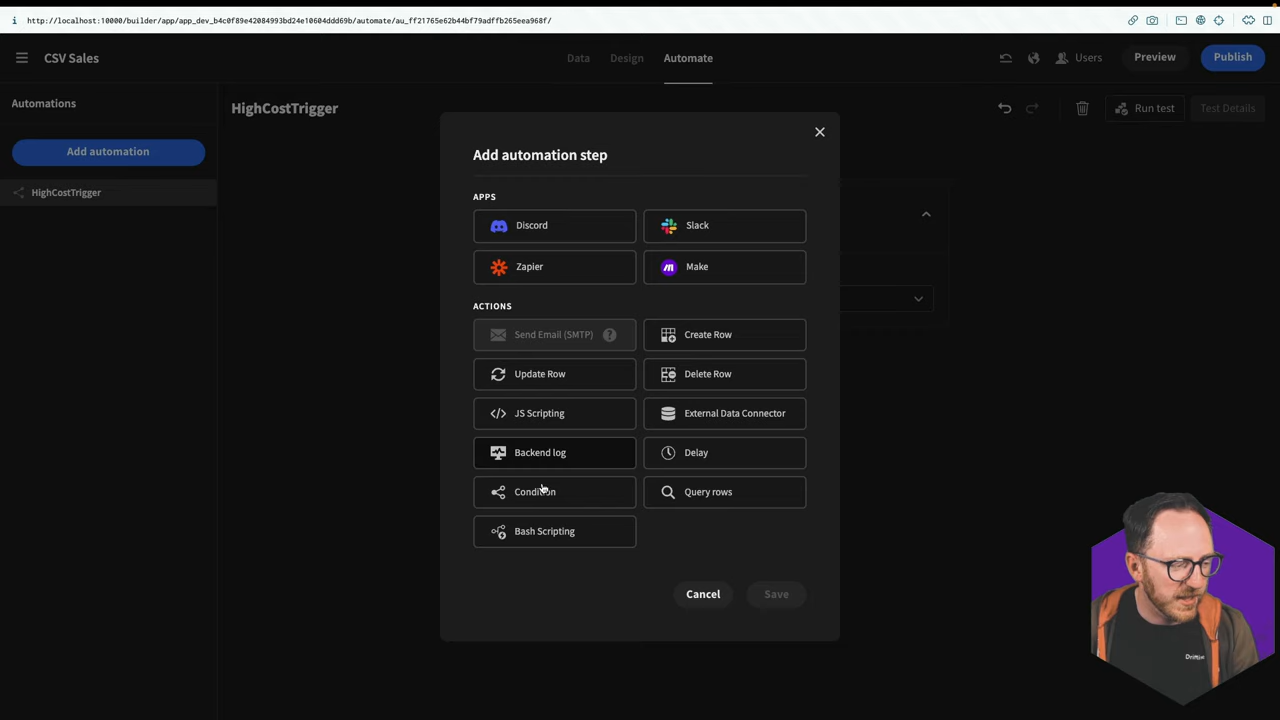 http://localhost:10000/builder/app/app_dev_b4c0f89e42084993bd24e10604ddd69b/automate/au_ff21765e62b44bf79adffb265eea968f/
CSV Sales
Data
Design
Automate
Users
Preview
Publish
Automations
HighCostTrigger
Run test
Test Details
Add automation
HighCostTrigger
Add automation step
APPS
Discord
Slack
Zapier
Make
ACTIONS
Send Email (SMTP)
Create Row
Update Row
Delete Row
JS Scripting
External Data Connector
Backend log
Delay
Condition
Query rows
Bash Scripting
Cancel
Save